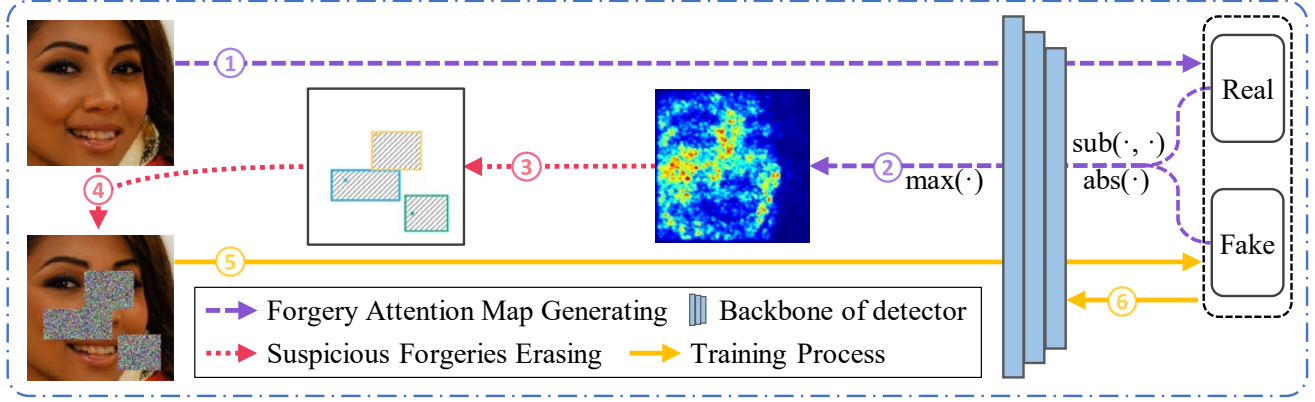 1
Real
sub(·, ·)
3
2
max(·)
abs(·)
4
5
Fake
6
Forgery Attention Map Generating
Backbone of detector
Suspicious Forgeries Erasing
Training Process